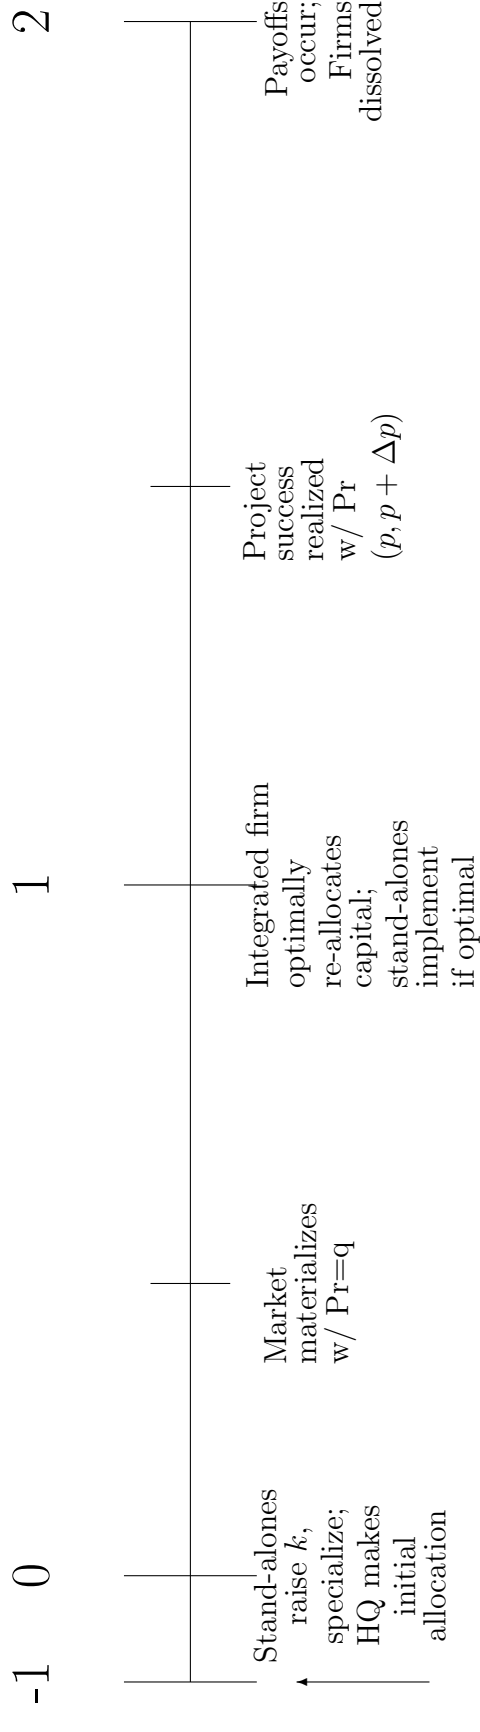 -1
0
1
2
Stand-alones
raise k,
specialize;
HQ makes
initial
allocation
Market
materializes
w/ Pr=q
Integrated firm
optimally
re-allocates
capital;
stand-alones
implement
if optimal
Project
success
realized
w/ Pr
(p, p + Δp)
Payoffs
occur;
Firms
dissolved